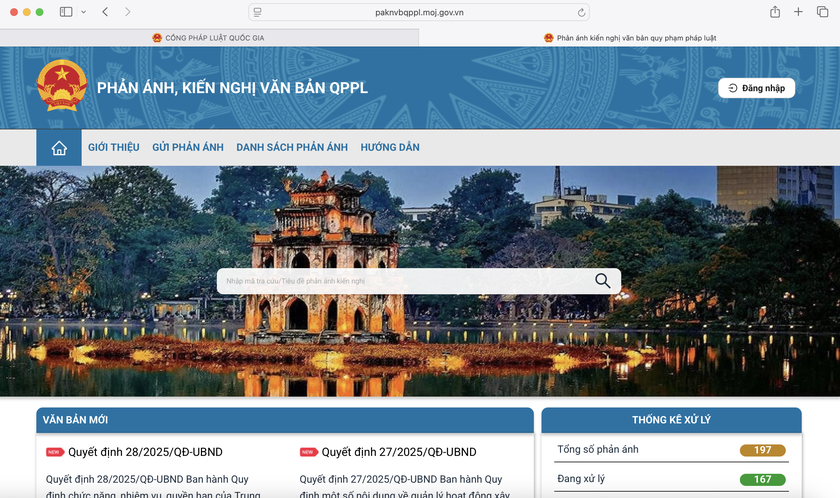 paknvbqppl.moj.gov.vn
CỔNG PHÁP LUẬT QUỐC GIA
Phản ánh kiến nghị văn bản quy phạm pháp luật
PHẢN ÁNH, KIẾN NGHỊ VĂN BẢN QPPL
Đăng nhập
GIỚI THIỆU GỬI PHẢN ÁNH DANH SÁCH PHẢN ÁNH HƯỚNG DẪN
Nhập mã tra cứu/Tiêu đề phản ánh kiến nghị
VĂN BẢN MỚI
NEW Quyết định 28/2025/QĐ-UBND
Quyết định 28/2025/QĐ-UBND Ban hành Quy
định chức năng, nhiệm vụ, quyền hạn của Trung
NEW Quyết định 27/2025/QĐ-UBND
Quyết định 27/2025/QĐ-UBND Ban hành Quy
định một số nội dung về quản lý hoạt động xây
THỐNG KÊ XỬ LÝ
Tổng số phản ánh 197
Đang xử lý 167